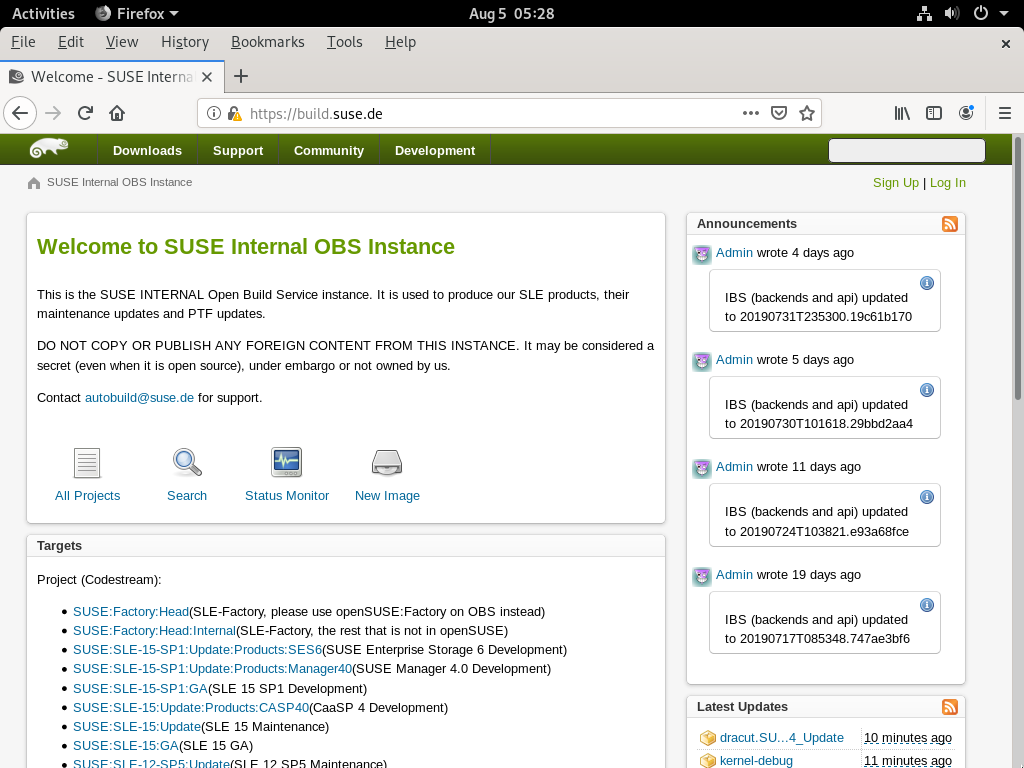 Activities
Firefox
Aug 5 05:28
File Edit View History Bookmarks Tools Help
Welcome - SUSE Interna
https://build.suse.de
Downloads Support Community Development
SUSE Internal OBS Instance
Sign Up | Log In
Welcome to SUSE Internal OBS Instance
This is the SUSE INTERNAL Open Build Service instance. It is used to produce our SLE products, their
maintenance updates and PTF updates.
DO NOT COPY OR PUBLISH ANY FOREIGN CONTENT FROM THIS INSTANCE. It may be considered a
secret (even when it is open source), under embargo or not owned by us.
Contact autobuild@suse.de for support.
All Projects
Search
Status Monitor
New Image
Targets
Project (Codestream):
SUSE:Factory:Head(SLE-Factory, please use openSUSE:Factory on OBS instead)
SUSE:Factory:Head:Internal(SLE-Factory, the rest that is not in openSUSE)
SUSE:SLE-15-SP1:Update:Products:SES6(SUSE Enterprise Storage 6 Development)
SUSE:SLE-15-SP1:Update:Products:Manager40(SUSE Manager 4.0 Development)
SUSE:SLE-15-SP1:GA(SLE 15 SP1 Development)
SUSE:SLE-15:Update:Products:CASP40(CaaSP 4 Development)
SUSE:SLE-15:Update(SLE 15 Maintenance)
SUSE:SLE-15:GA(SLE 15 GA)
SUSE:SLE-12-SP5:Update(SLE 12 SP5 Maintenance)
Announcements
Admin wrote 4 days ago
IBS (backends and api) updated
to 20190731T235300.19c61b170
Admin wrote 5 days ago
IBS (backends and api) updated
to 20190730T101618.29bbd2aa4
Admin wrote 11 days ago
IBS (backends and api) updated
to 20190724T103821.e93a68fce
Admin wrote 19 days ago
IBS (backends and api) updated
to 20190717T085348.747ae3bf6
Latest Updates
dracut.SU...4_Update 10 minutes ago
kernel-debug 11 minutes ago